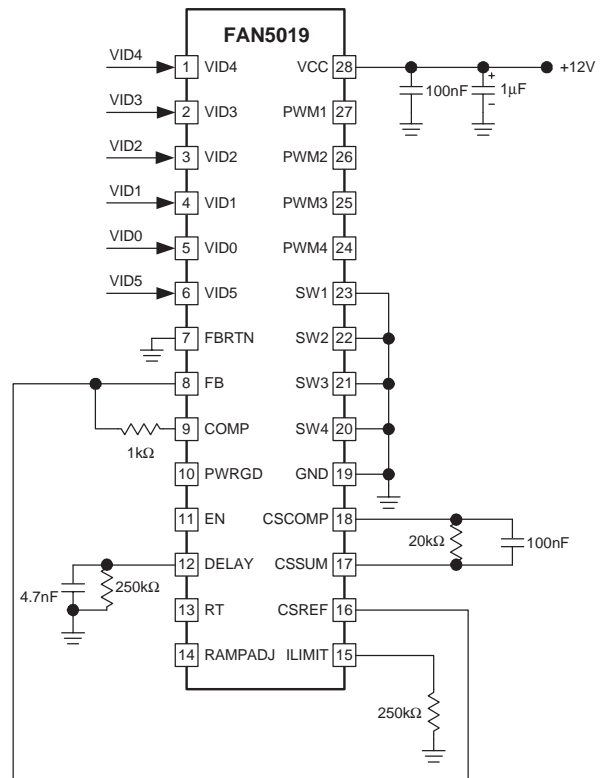 FAN5019
VID4 1 VID4 VCC 28 +12V
100nF + 1µF −
VID3 2 VID3 PWM1 27
VID2 3 VID2 PWM2 26
VID1 4 VID1 PWM3 25
VID0 5 VID0 PWM4 24
VID5 6 VID5 SW1 23
7 FBRTN SW2 22
8 FB SW3 21
9 COMP SW4 20
1kΩ
10 PWRGD GND 19
11 EN CSCOMP 18
20kΩ 100nF
12 DELAY CSSUM 17
4.7nF 250kΩ
13 RT CSREF 16
14 RAMPADJ ILIMIT 15
250kΩ